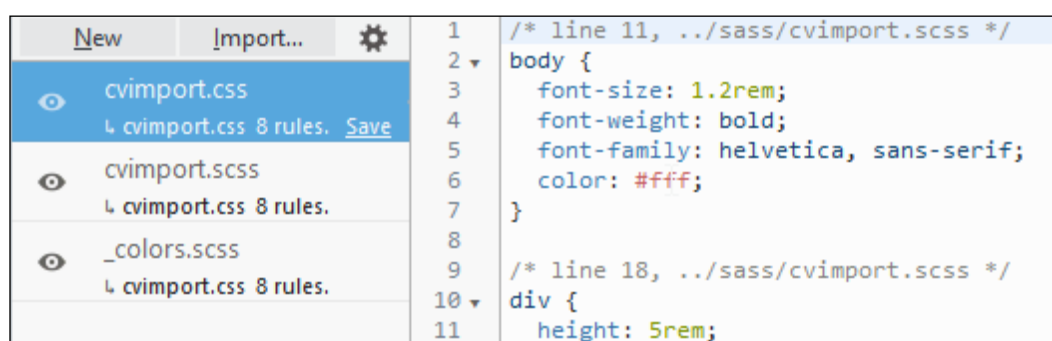 New Import...
cvimport.css
↳ cvimport.css 8 rules. Save
cvimport.scss
↳ cvimport.css 8 rules.
_colors.scss
↳ cvimport.css 8 rules.
1 /* line 11, ../sass/cvimport.scss */
2 body {
3 font-size: 1.2rem;
4 font-weight: bold;
5 font-family: helvetica, sans-serif;
6 color: #fff;
7 }
8
9 /* line 18, ../sass/cvimport.scss */
10 div {
11 height: 5rem;